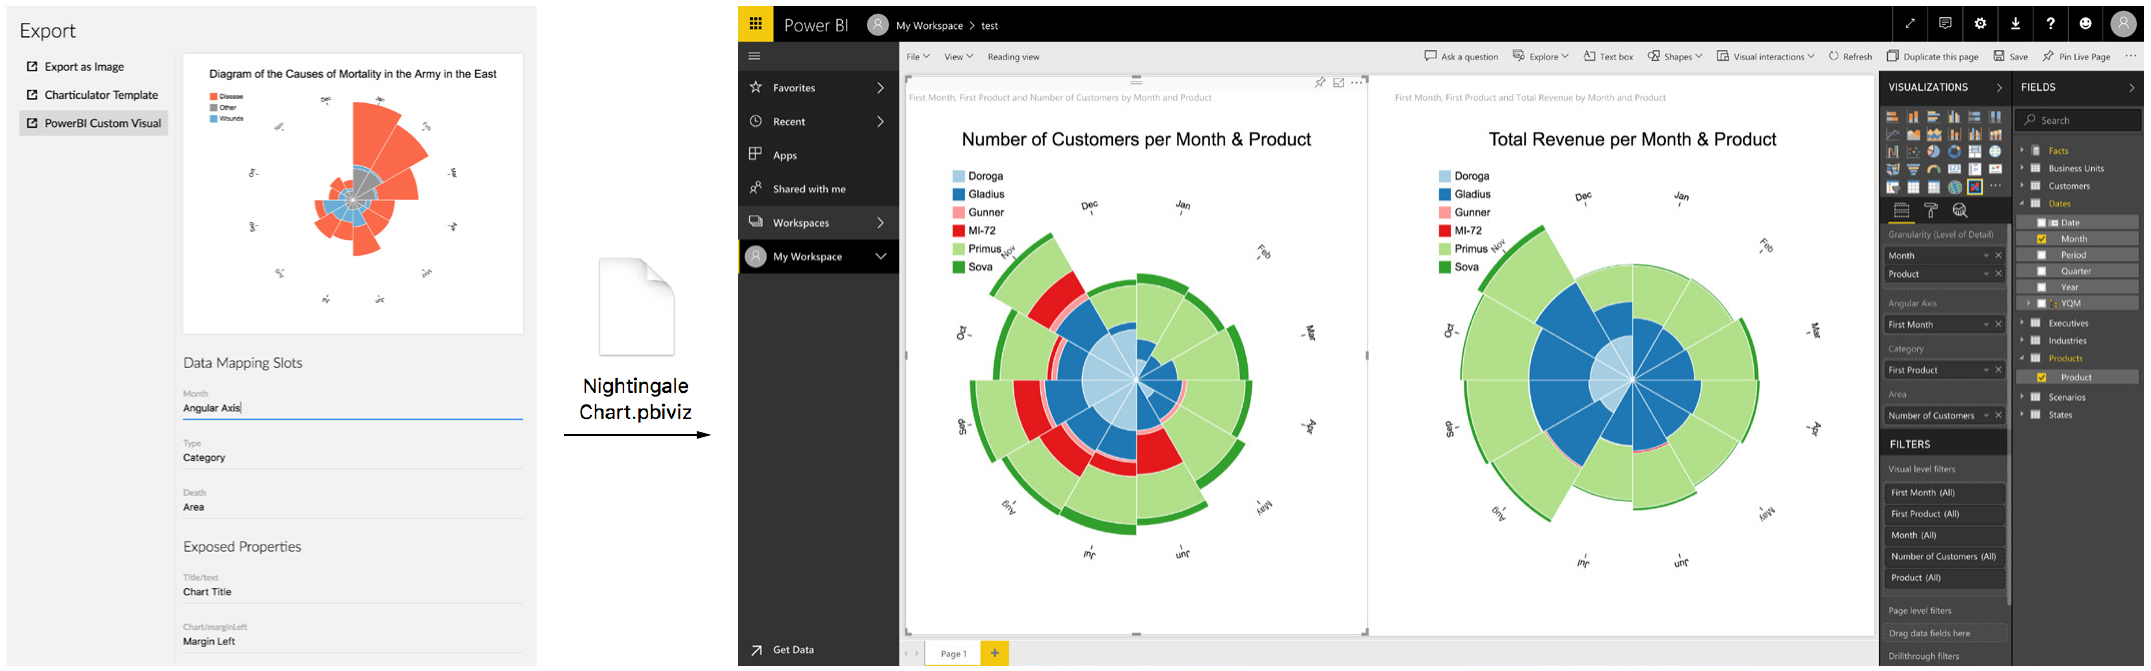 Export
Export as Image
Charticulator Template
PowerBI Custom Visual
Diagram of the Causes of Mortality in the Army in the East
Disease
Other
Wounds
Dec
Jan
Feb
Data Mapping Slots
Month
Angular Axis
Type
Category
Death
Area
Exposed Properties
Title/text
Chart Title
Chart/marginLeft
Margin Left
Nightingale
Chart.pbiviz
Power BI
My Workspace > test
Favorites
Recent
Apps
Shared with me
Workspaces
My Workspace
Get Data
File
View
Reading view
Ask a question
Explore
Text box
Shapes
Visual interactions
Refresh
Duplicate this page
Save
Pin Live Page
First Month, First Product and Number of Customers by Month and Product
Number of Customers per Month & Product
Doroga
Gladius
Gunner
MI-72
Primus
Sova
Jan
Feb
Mar
Apr
May
Jun
Jul
Aug
Sep
Oct
Nov
Dec
First Month, First Product and Total Revenue by Month and Product
Total Revenue per Month & Product
Doroga
Gladius
Gunner
MI-72
Primus
Sova
Jan
Feb
Mar
Apr
May
Jun
Jul
Aug
Sep
Oct
Nov
Dec
Page 1
VISUALIZATIONS
Granularity (Level of Detail)
Month
Product
Angular Axis
First Month
Category
First Product
Area
Number of Customers
FILTERS
Visual level filters
First Month (All)
First Product (All)
Month (All)
Number of Customers (All)
Product (All)
Page level filters
Drag data fields here
Drillthrough filters
FIELDS
Search
Facts
Business Units
Customers
Dates
Date
Month
Period
Quarter
Year
YQM
Executives
Industries
Products
Product
Scenarios
States